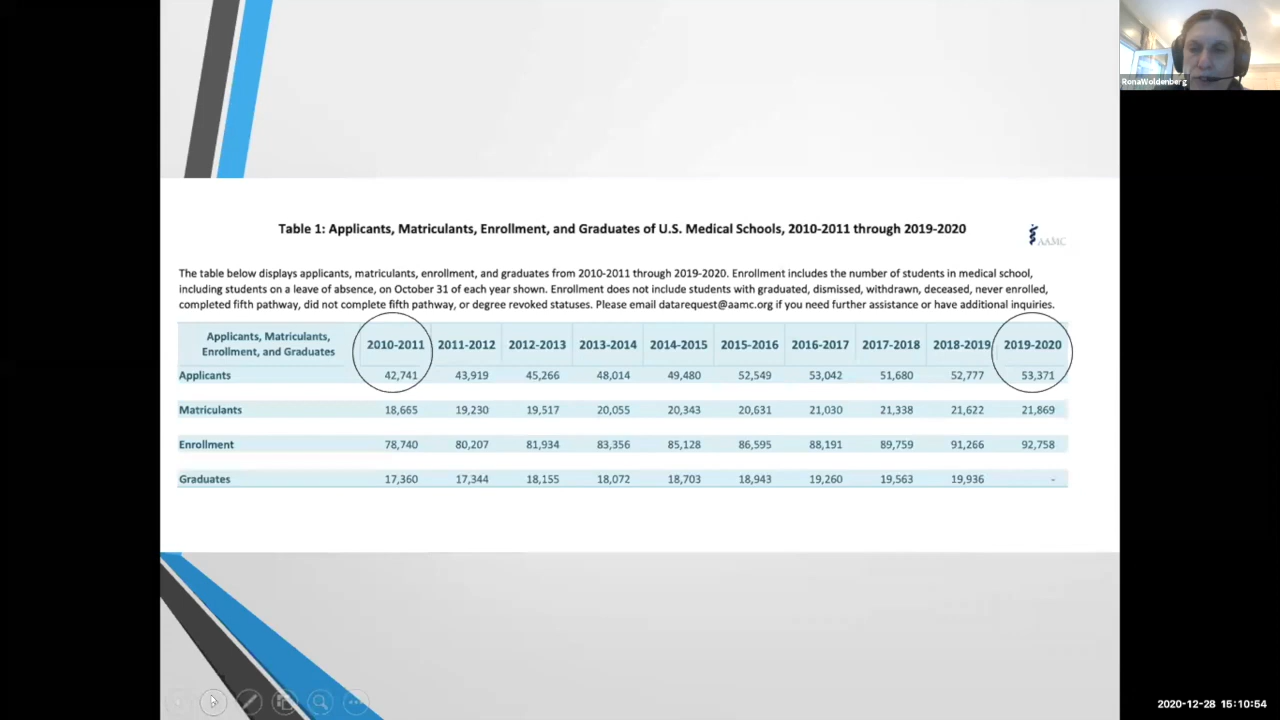 RonaWoldenberg
Table 1: Applicants, Matriculants, Enrollment, and Graduates of U.S. Medical Schools, 2010-2011 through 2019-2020
AAMC
The table below displays applicants, matriculants, enrollment, and graduates from 2010-2011 through 2019-2020. Enrollment includes the number of students in medical school,
including students on a leave of absence, on October 31 of each year shown. Enrollment does not include students with graduated, dismissed, withdrawn, deceased, never enrolled,
completed fifth pathway, did not complete fifth pathway, or degree revoked statuses. Please email datarequest@aamc.org if you need further assistance or have additional inquiries.
Applicants, Matriculants,
Enrollment, and Graduates 2010-2011 2011-2012 2012-2013 2013-2014 2014-2015 2015-2016 2016-2017 2017-2018 2018-2019 2019-2020
Applicants 42,741 43,919 45,266 48,014 49,480 52,549 53,042 51,680 52,777 53,371
Matriculants 18,665 19,230 19,517 20,055 20,343 20,631 21,030 21,338 21,622 21,869
Enrollment 78,740 80,207 81,934 83,356 85,128 86,595 88,191 89,759 91,266 92,758
Graduates 17,360 17,344 18,155 18,072 18,703 18,943 19,260 19,563 19,936 -
2020-12-28 15:10:54